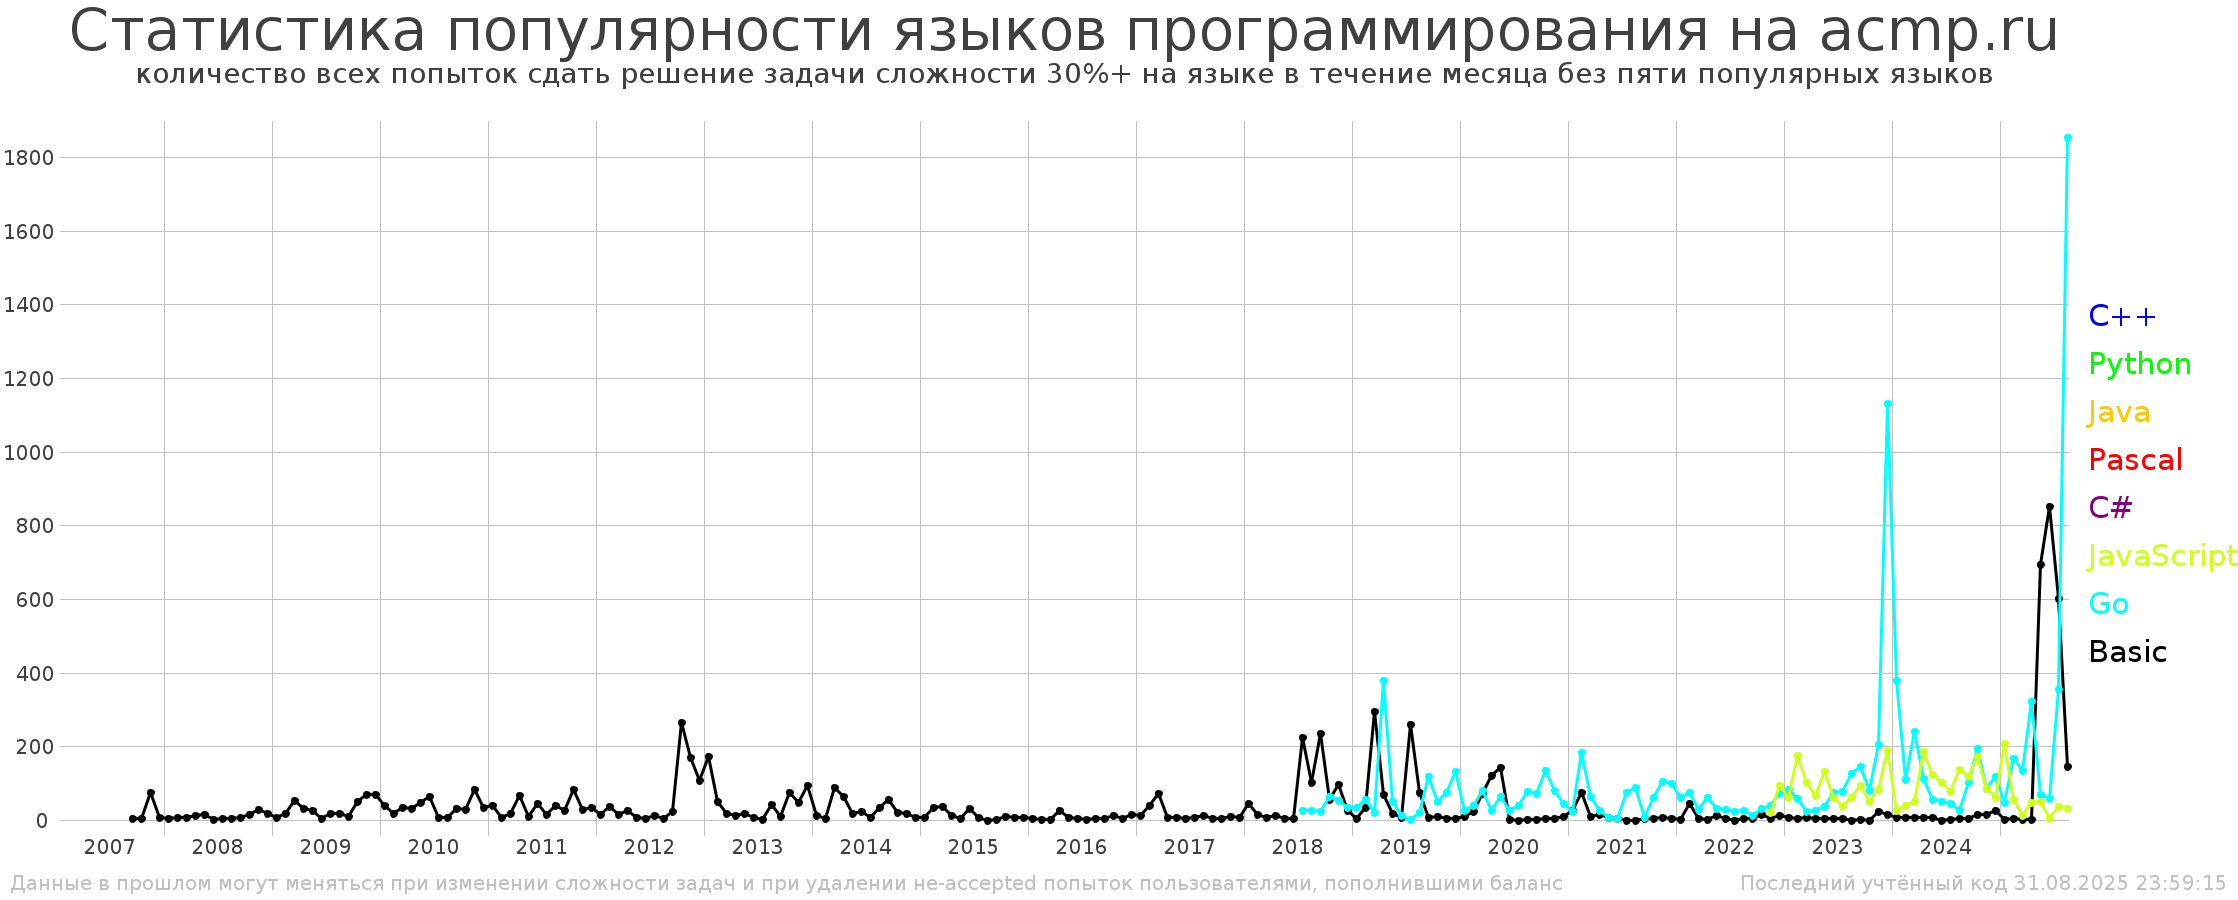 Статистика популярности языков программирования на acmp.ru
количество всех попыток сдать решение задачи сложности 30%+ на языке в течение месяца без пяти популярных языков
1800
1600
1400
1200
1000
800
600
400
200
0
C++
Python
Java
Pascal
C#
JavaScript
Go
Basic
2007 2008 2009 2010 2011 2012 2013 2014 2015 2016 2017 2018 2019 2020 2021 2022 2023 2024
Данные в прошлом могут меняться при изменении сложности задач и при удалении не-accepted попыток пользователями, пополнившими баланс
Последний учтённый код 31.08.2025 23:59:15